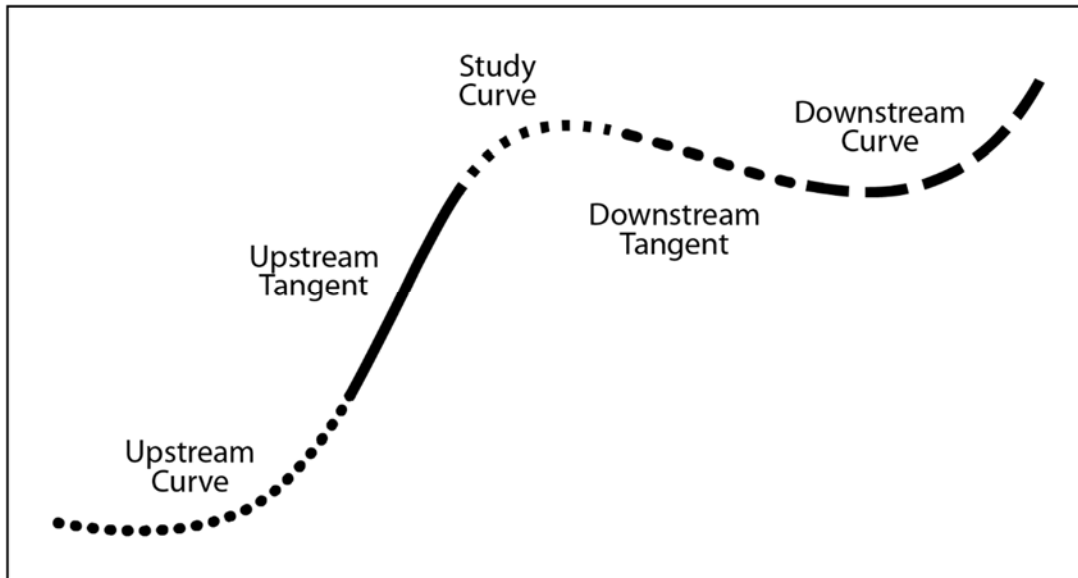 Study
Curve
Downstream
Curve
Downstream
Tangent
Upstream
Tangent
Upstream
Curve